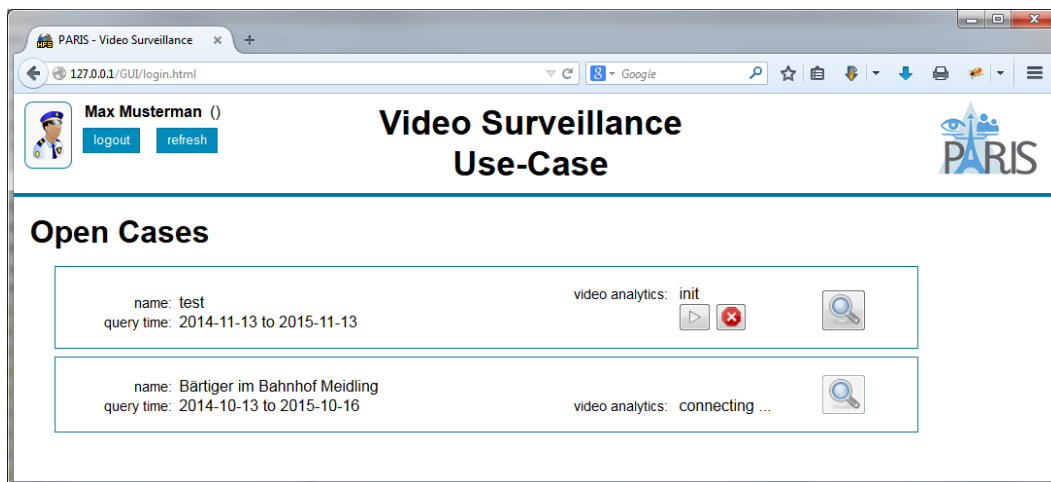 PARIS - Video Surveillance
127.0.0.1/GUI/login.html
Google
Max Musterman ()
logout refresh
Video Surveillance
Use-Case
PARIS
Open Cases
name: test
query time: 2014-11-13 to 2015-11-13
video analytics: init
name: Bärtiger im Bahnhof Meidling
query time: 2014-10-13 to 2015-10-16
video analytics: connecting ...